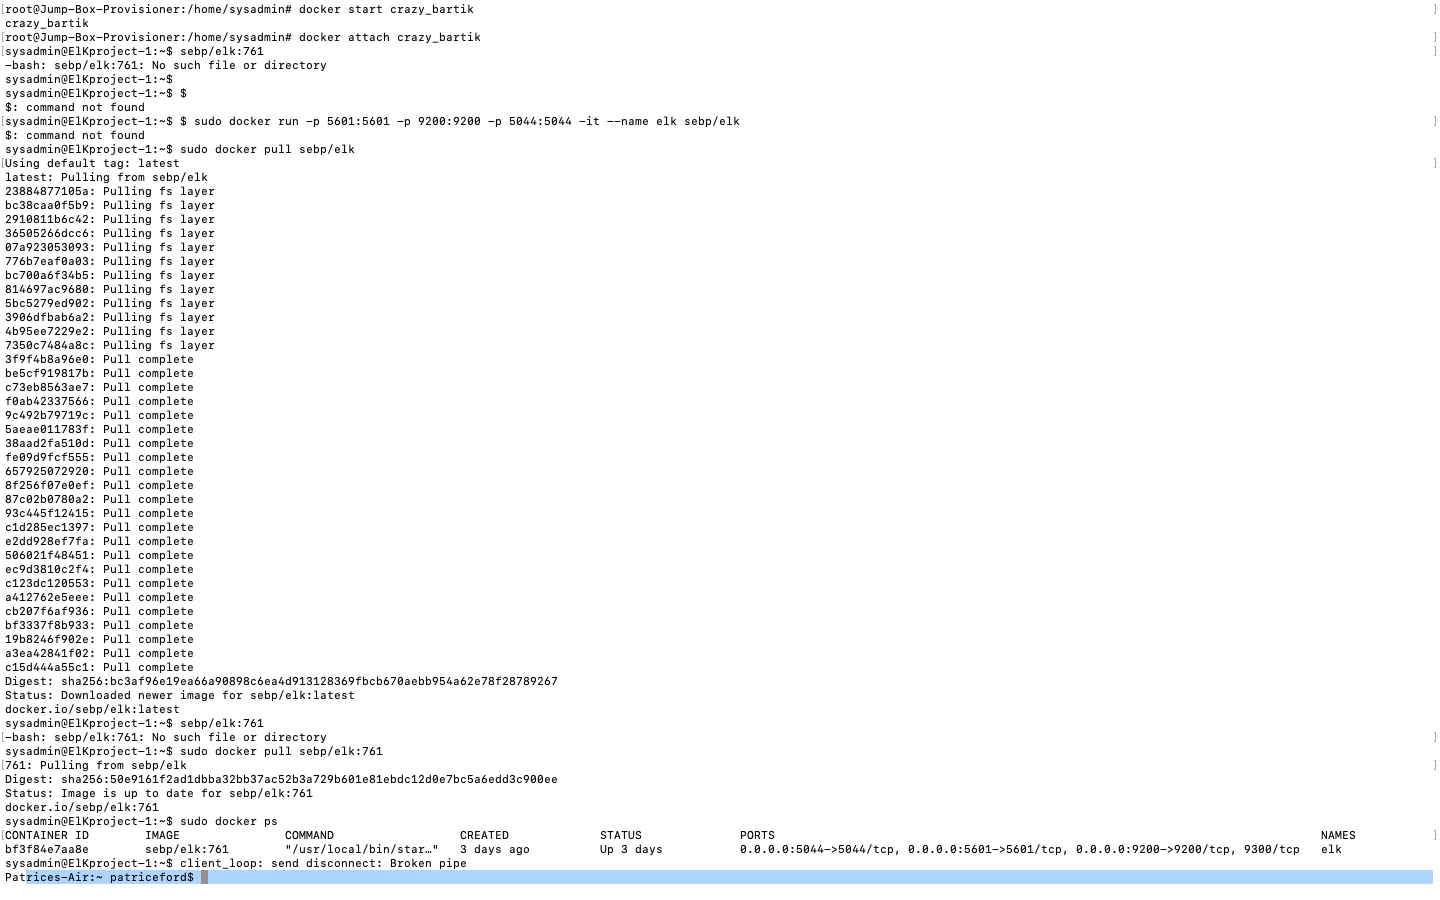 [root@Jump-Box-Provisioner:/home/sysadmin# docker start crazy_bartik ]
crazy_bartik
[root@Jump-Box-Provisioner:/home/sysadmin# docker attach crazy_bartik ]
[sysadmin@ElKproject-1:~$ sebp/elk:761 ]
-bash: sebp/elk:761: No such file or directory
sysadmin@ElKproject-1:~$
sysadmin@ElKproject-1:~$ $
$: command not found
[sysadmin@ElKproject-1:~$ $ sudo docker run -p 5601:5601 -p 9200:9200 -p 5044:5044 -it --name elk sebp/elk ]
$: command not found
sysadmin@ElKproject-1:~$ sudo docker pull sebp/elk
[Using default tag: latest ]
latest: Pulling from sebp/elk
23884877105a: Pulling fs layer
bc38caa0f5b9: Pulling fs layer
2910811b6c42: Pulling fs layer
36505266dcc6: Pulling fs layer
07a923053093: Pulling fs layer
776b7eaf0a03: Pulling fs layer
bc700a6f34b5: Pulling fs layer
814697ac9680: Pulling fs layer
5bc5279ed902: Pulling fs layer
3906dfbab6a2: Pulling fs layer
4b95ee7229e2: Pulling fs layer
7350c7484a8c: Pulling fs layer
3f9f4b8a96e0: Pull complete
be5cf919817b: Pull complete
c73eb8563ae7: Pull complete
f0ab42337566: Pull complete
9c492b79719c: Pull complete
5aeae011783f: Pull complete
38aad2fa510d: Pull complete
fe09d9fcf555: Pull complete
657925072920: Pull complete
8f256f07e0ef: Pull complete
87c02b0780a2: Pull complete
93c445f12415: Pull complete
c1d285ec1397: Pull complete
e2dd928ef7fa: Pull complete
506021f48451: Pull complete
ec9d3810c2f4: Pull complete
c123dc120553: Pull complete
a412762e5eee: Pull complete
cb207f6af936: Pull complete
bf3337f8b933: Pull complete
19b8246f902e: Pull complete
a3ea42841f02: Pull complete
c15d444a55c1: Pull complete
Digest: sha256:bc3af96e19ea66a90898c6ea4d913128369fbcb670aebb954a62e78f28789267
Status: Downloaded newer image for sebp/elk:latest
docker.io/sebp/elk:latest
sysadmin@ElKproject-1:~$ sebp/elk:761
[-bash: sebp/elk:761: No such file or directory ]
sysadmin@ElKproject-1:~$ sudo docker pull sebp/elk:761
[761: Pulling from sebp/elk ]
Digest: sha256:50e9161f2ad1dbba32bb37ac52b3a729b601e81ebdc12d0e7bc5a6edd3c900ee
Status: Image is up to date for sebp/elk:761
docker.io/sebp/elk:761
sysadmin@ElKproject-1:~$ sudo docker ps
[CONTAINER ID IMAGE COMMAND CREATED STATUS PORTS NAMES ]
bf3f84e7aa8e sebp/elk:761 "/usr/local/bin/star…" 3 days ago Up 3 days 0.0.0.0:5044->5044/tcp, 0.0.0.0:5601->5601/tcp, 0.0.0.0:9200->9200/tcp, 9300/tcp elk
sysadmin@ElKproject-1:~$ client_loop: send disconnect: Broken pipe
Patrices-Air:~ patriceford$